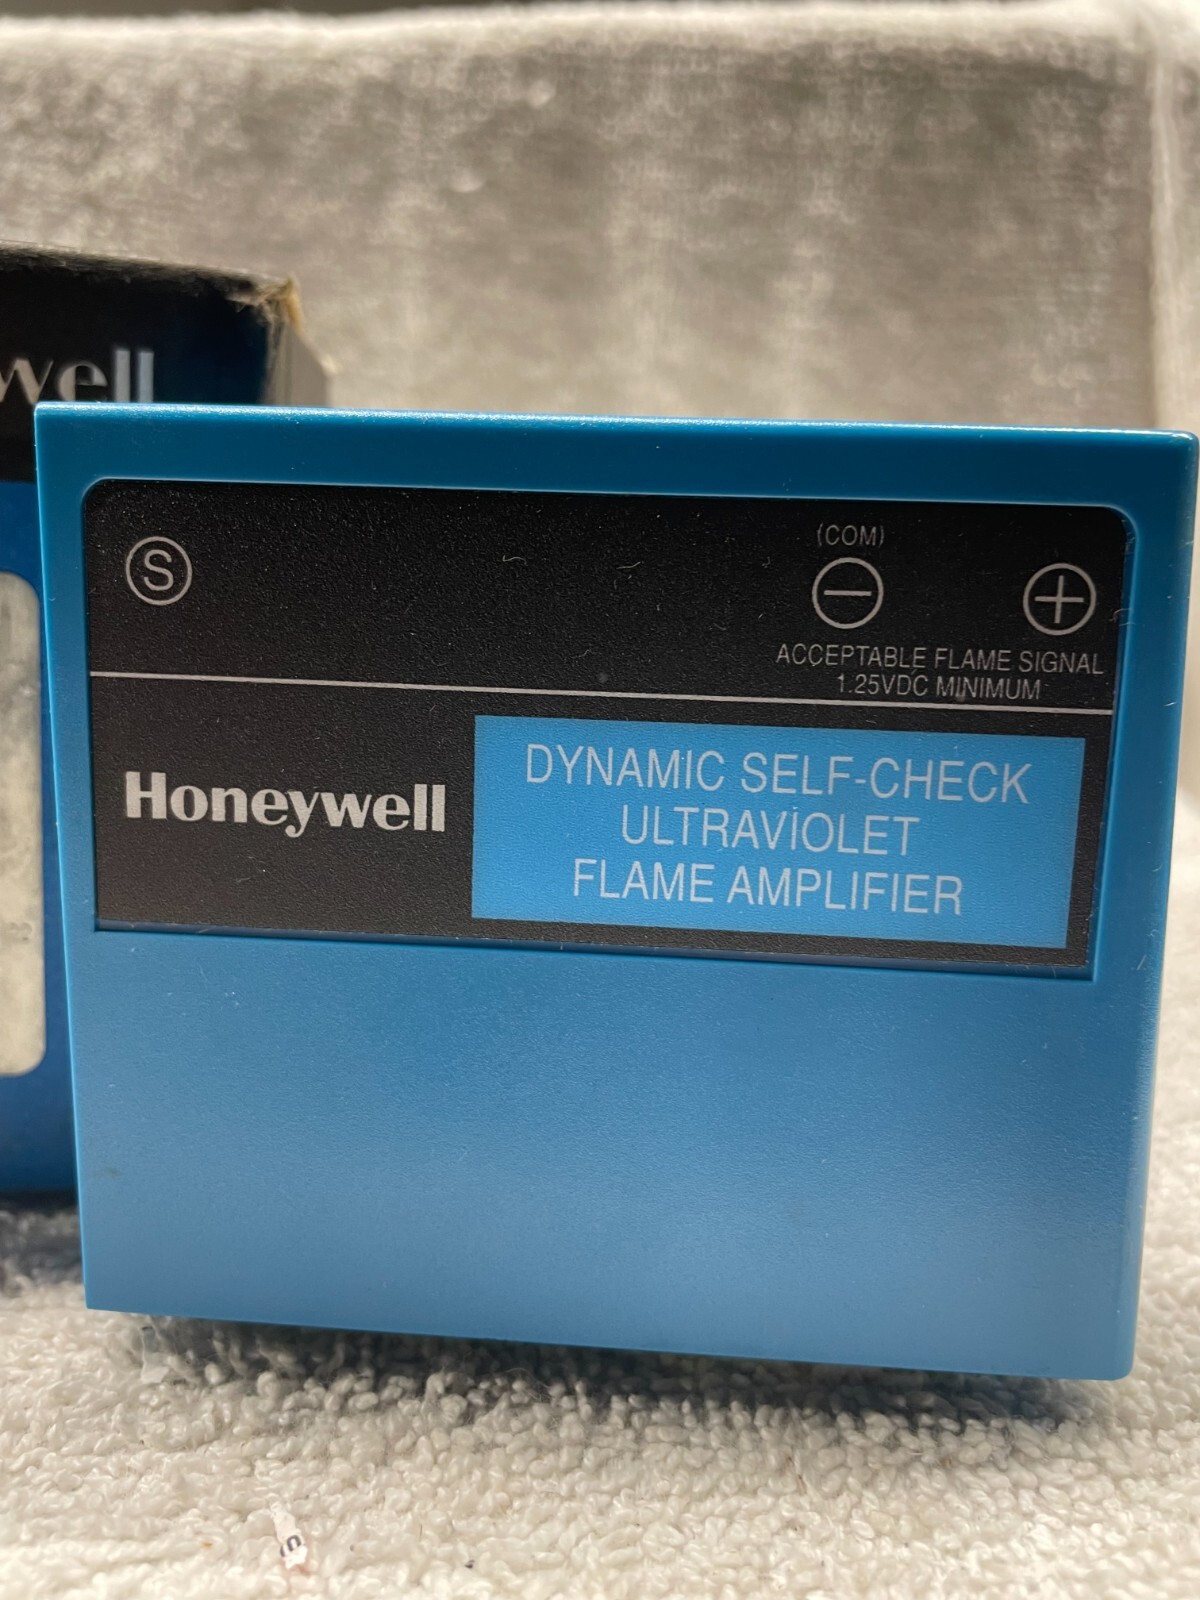 well
S
(COM)
− +
ACCEPTABLE FLAME SIGNAL
1.25VDC MINIMUM
Honeywell
DYNAMIC SELF-CHECK
ULTRAVIOLET
FLAME AMPLIFIER